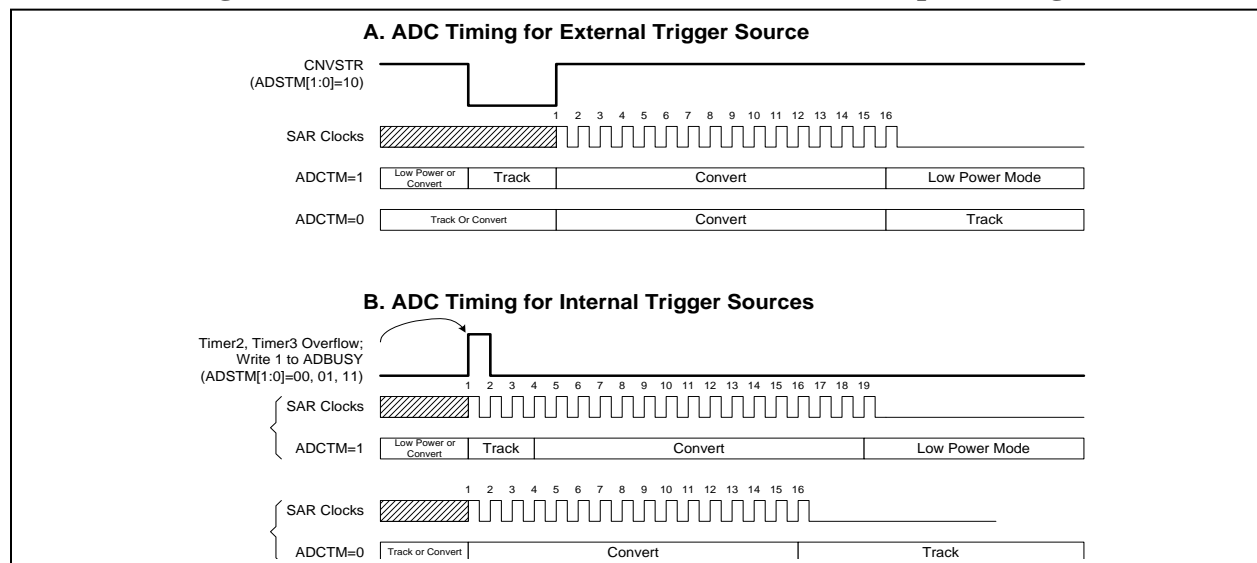 A. ADC Timing for External Trigger Source
CNVSTR
(ADSTM[1:0]=10)
1 2 3 4 5 6 7 8 9 10 11 12 13 14 15 16
SAR Clocks
ADCTM=1 Low Power or Convert Track Convert Low Power Mode
ADCTM=0 Track Or Convert Convert Track
B. ADC Timing for Internal Trigger Sources
Timer2, Timer3 Overflow;
Write 1 to ADBUSY
(ADSTM[1:0]=00, 01, 11)
1 2 3 4 5 6 7 8 9 10 11 12 13 14 15 16 17 18 19
SAR Clocks
ADCTM=1 Low Power or Convert Track Convert Low Power Mode
1 2 3 4 5 6 7 8 9 10 11 12 13 14 15 16
SAR Clocks
ADCTM=0 Track or Convert Convert Track